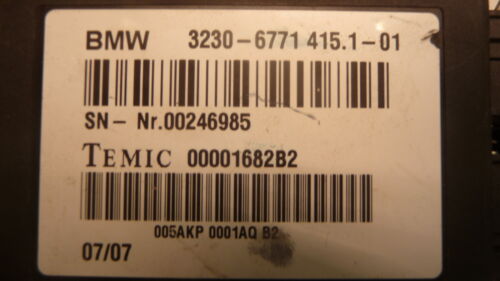 BMW 3230-6771 415.1-01
SN- Nr.00246985
TEMIC 00001682B2
005AKP 0001AQ B2
07/07